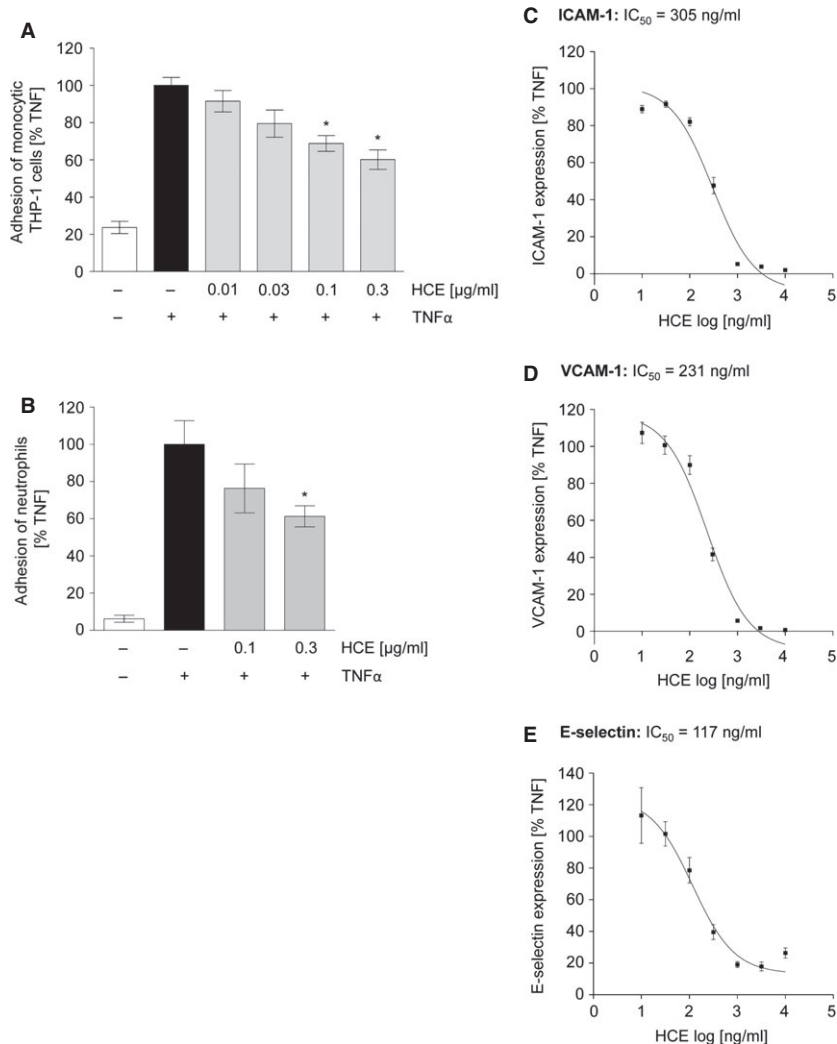 A
120
100
80
60
40
20
0
Adhesion of monocytic
THP-1 cells [% TNF]
* *
– – 0.01 0.03 0.1 0.3 HCE [µg/ml]
– + + + + + TNFα
B
120
100
80
60
40
20
0
Adhesion of neutrophils
[% TNF]
*
– – 0.1 0.3 HCE [µg/ml]
– + + + TNFα
C ICAM-1: IC50 = 305 ng/ml
120
100
80
60
40
20
0
ICAM-1 expression [% TNF]
0 1 2 3 4 5
HCE log [ng/ml]
D VCAM-1: IC50 = 231 ng/ml
120
100
80
60
40
20
0
VCAM-1 expression [% TNF]
0 1 2 3 4 5
HCE log [ng/ml]
E E-selectin: IC50 = 117 ng/ml
140
120
100
80
60
40
20
0
E-selectin expression [% TNF]
0 1 2 3 4 5
HCE log [ng/ml]